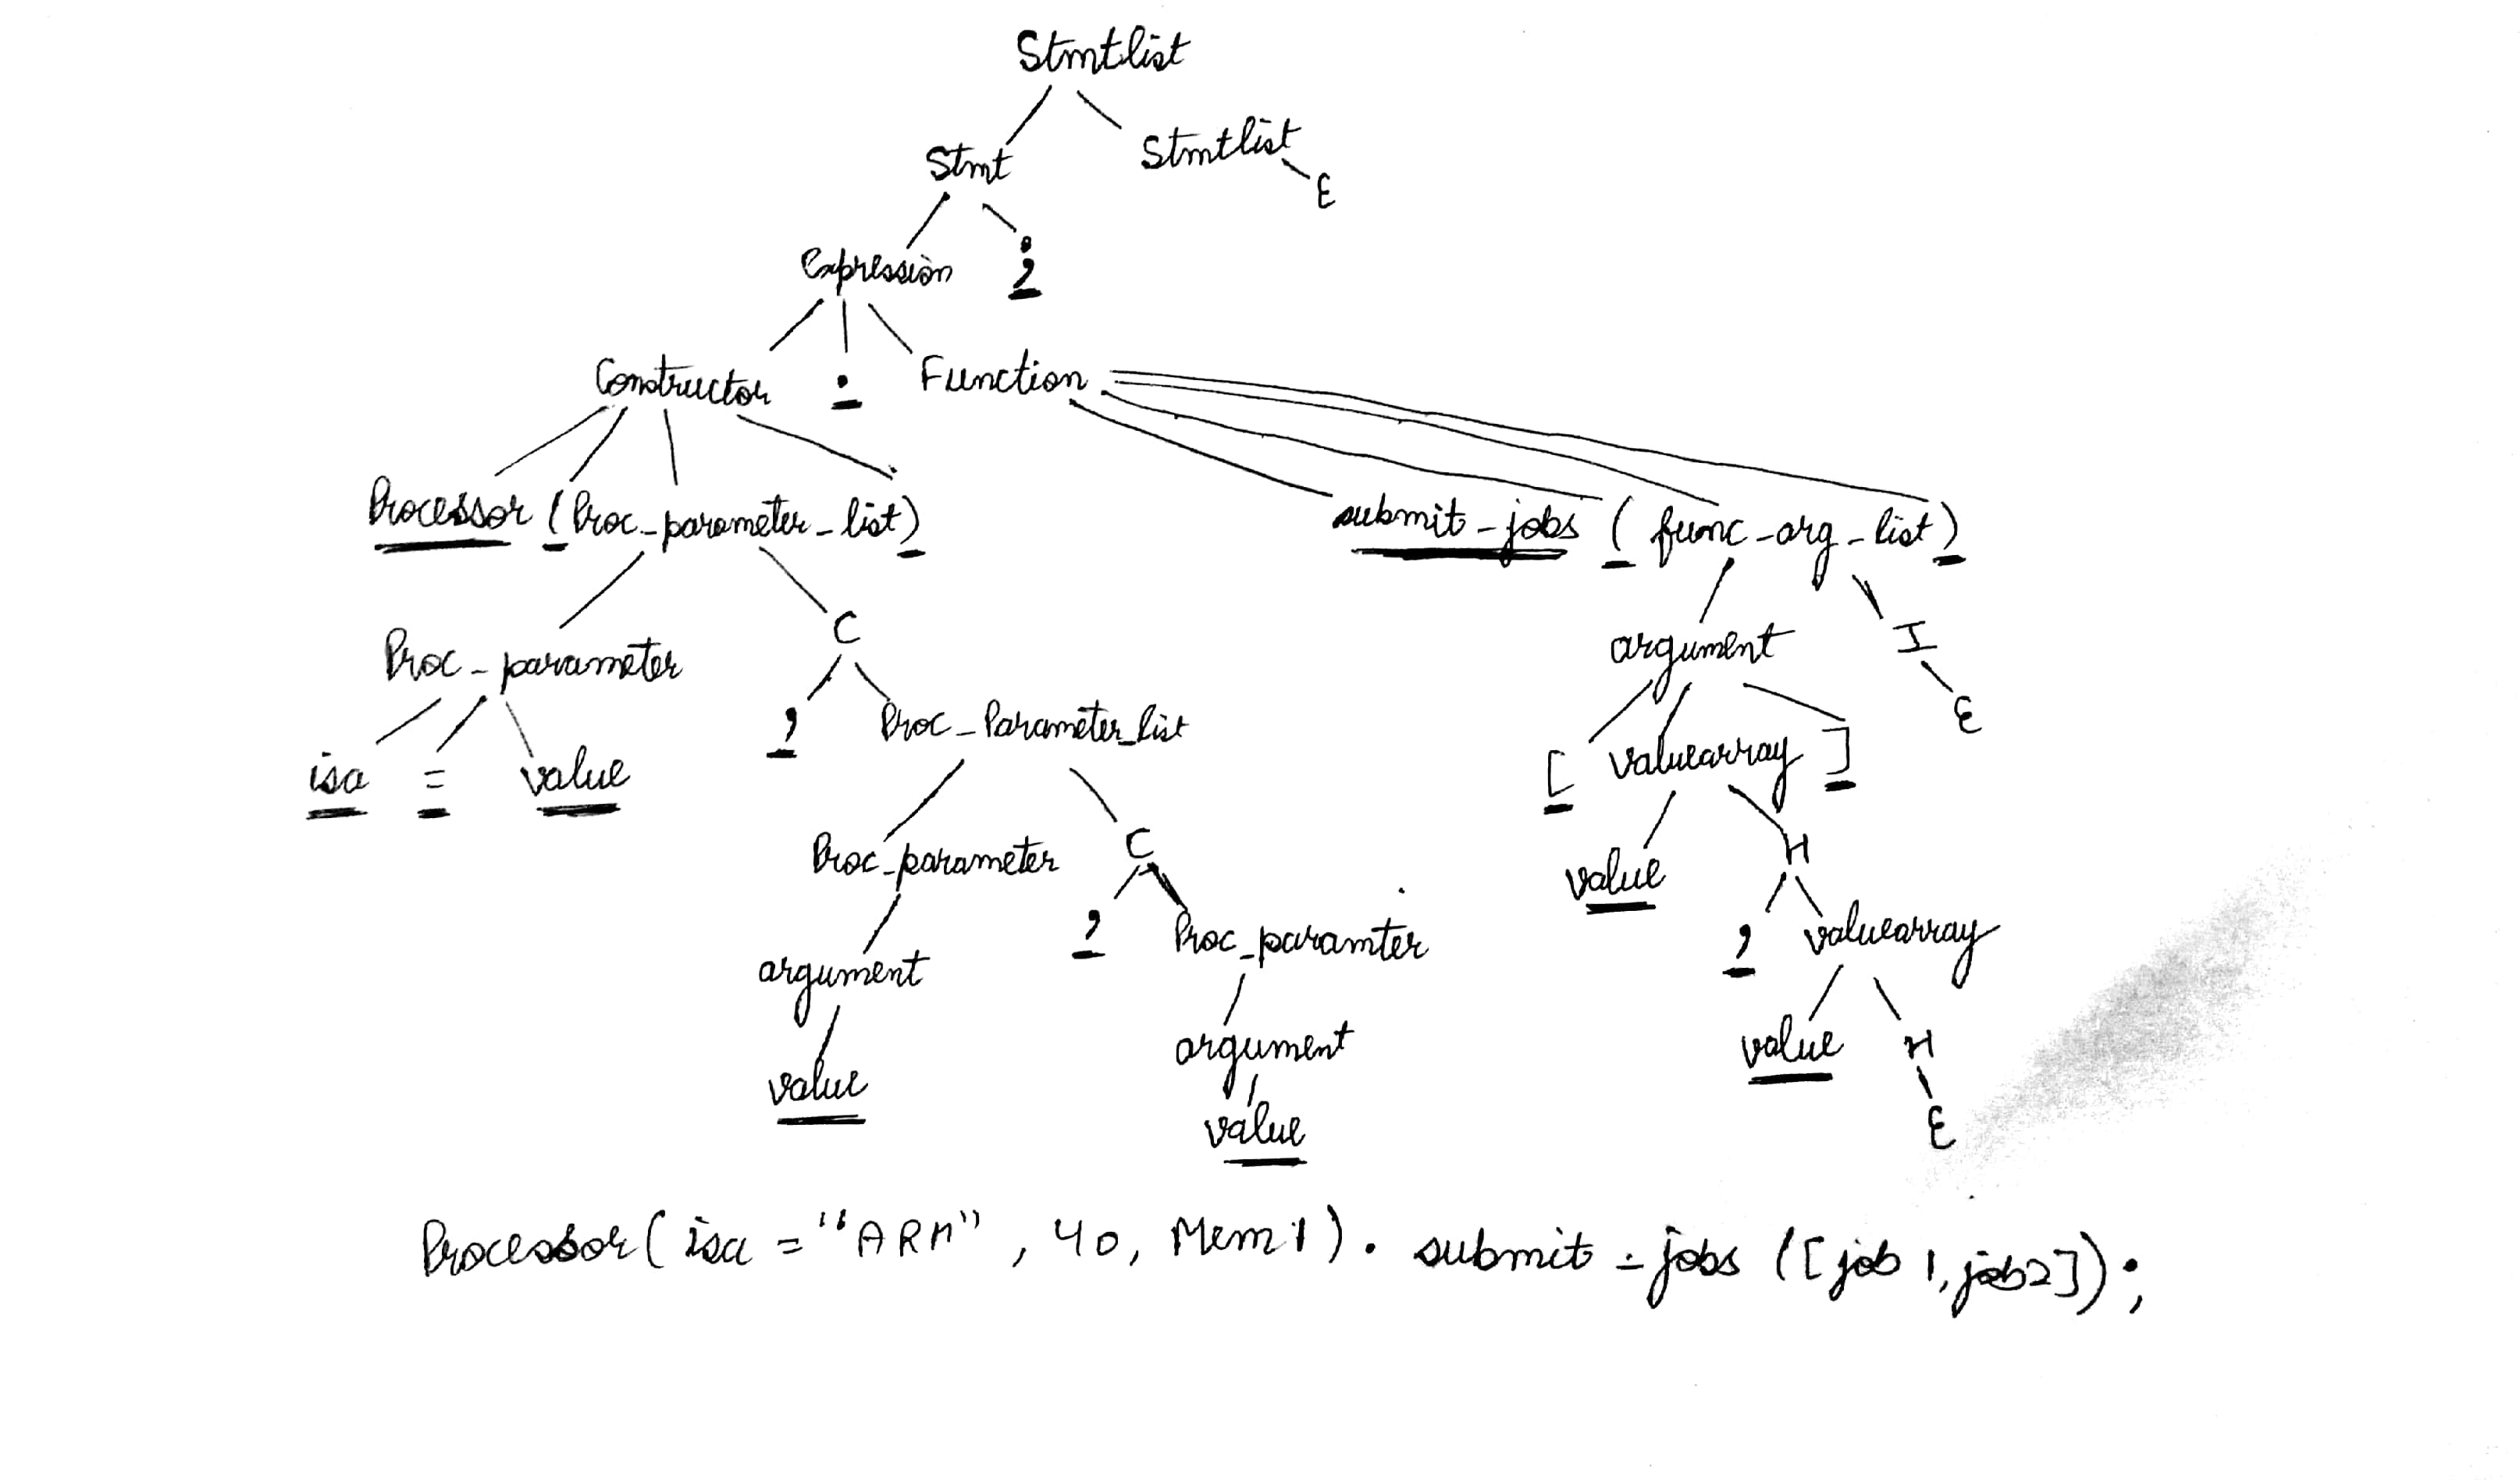 Stmtlist
Stmt Stmtlist
ε
Expression ;
Constructor . Function
Processor ( Proc_parameter_list ) submit_jobs ( func_arg_list )
Proc_parameter C argument I
, Proc_Parameter_list ε
isa = value [ valuearray ]
Proc_parameter C value H
, Proc_paramter , valuearray
argument
argument value H
value value ε
Processor( isa = "ARM", 40, Mem1). submit_jobs ([job1, job2]);